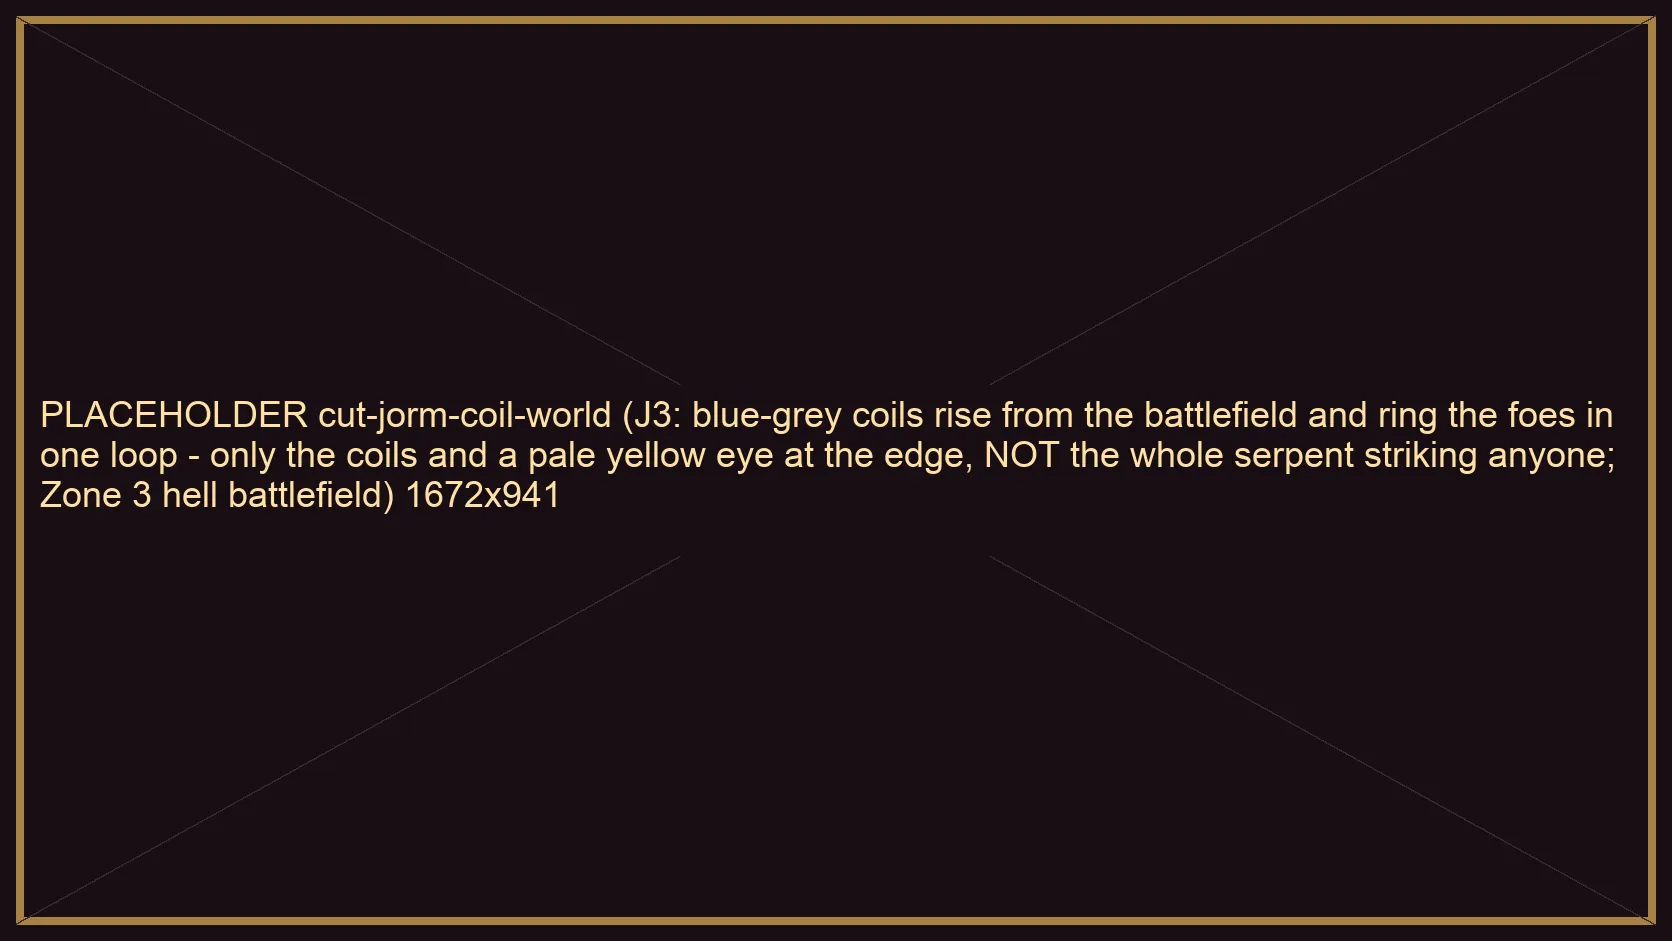 PLACEHOLDER cut-jorm-coil-world (J3: blue-grey coils rise from the battlefield and ring the foes in
one loop - only the coils and a pale yellow eye at the edge, NOT the whole serpent striking anyone;
Zone 3 hell battlefield) 1672x941